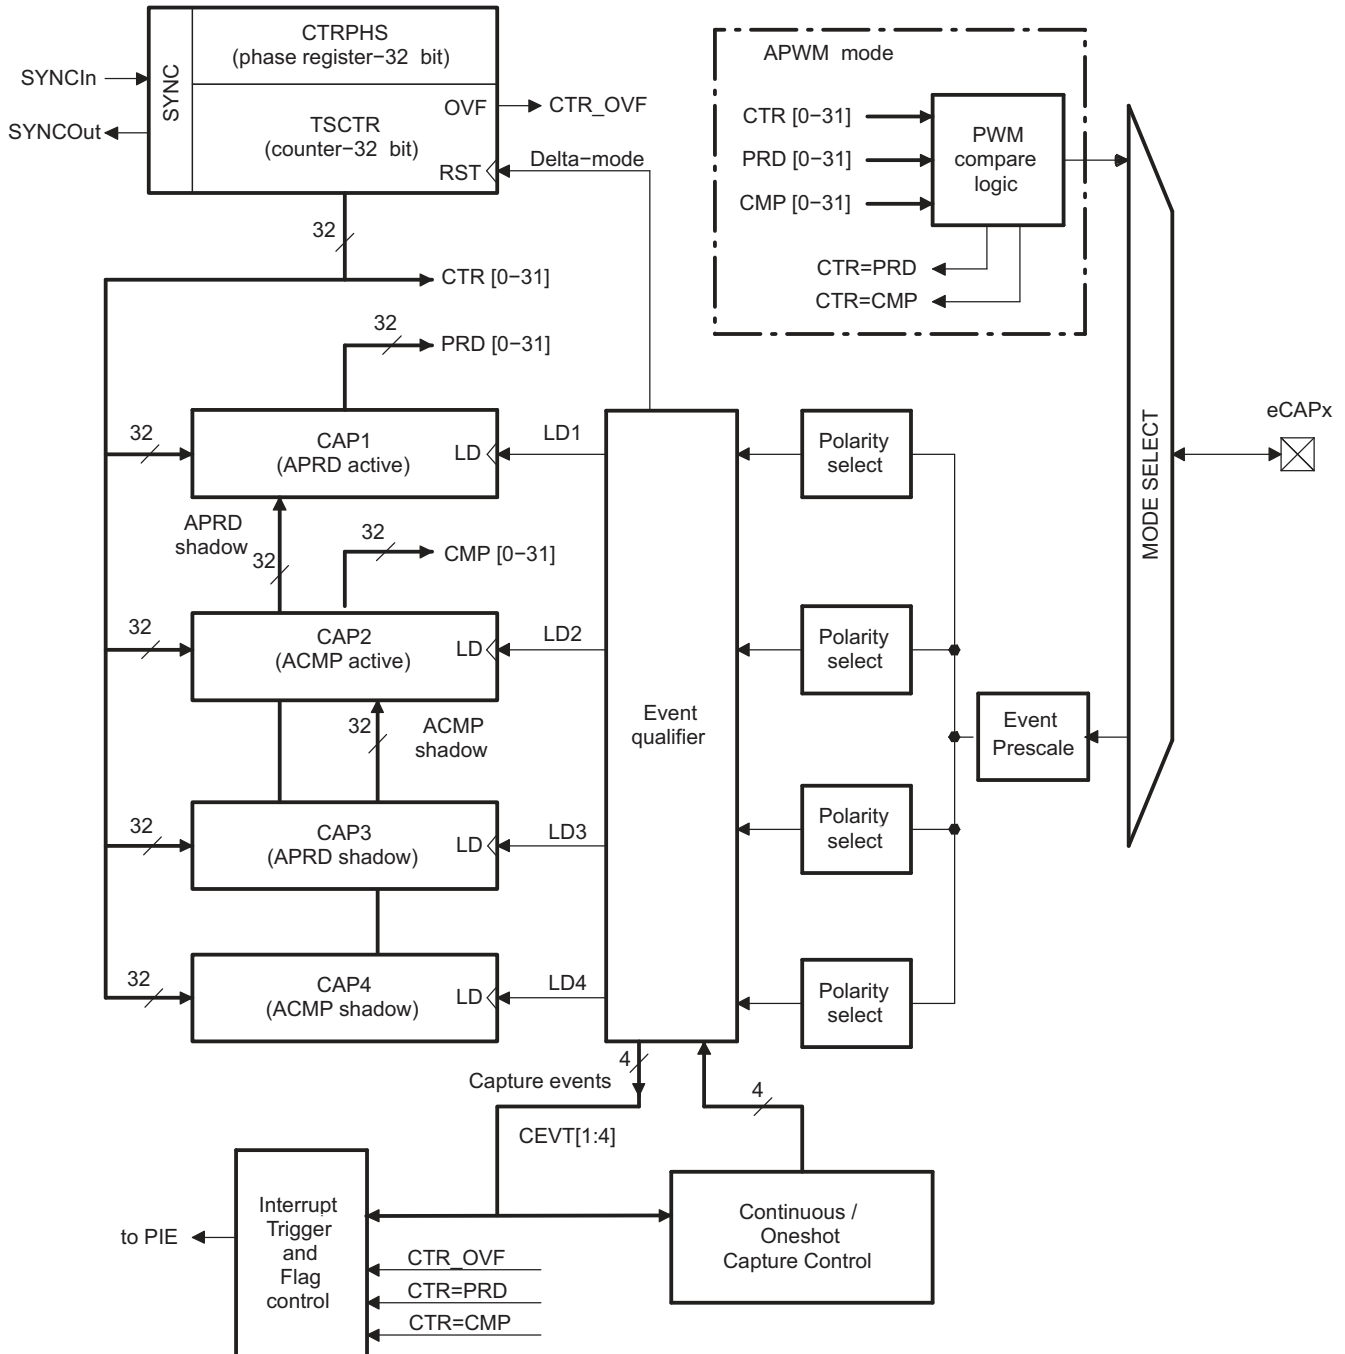 CTRPHS
(phase register−32 bit)
APWM mode
SYNCIn
SYNC
OVF
CTR_OVF
SYNCOut
TSCTR
(counter−32 bit)
RST
Delta−mode
CTR [0−31]
PRD [0−31]
CMP [0−31]
PWM
compare
logic
CTR=PRD
CTR=CMP
32
CTR [0−31]
32
PRD [0−31]
MODE SELECT
eCAPx
32
CAP1
(APRD active)
LD
LD1
Polarity
select
APRD
shadow
32
32
CMP [0−31]
32
CAP2
(ACMP active)
LD
LD2
Polarity
select
32
ACMP
shadow
Event
qualifier
Event
Prescale
32
CAP3
(APRD shadow)
LD
LD3
Polarity
select
32
CAP4
(ACMP shadow)
LD
LD4
Polarity
select
4
Capture events
4
CEVT[1:4]
Interrupt
Trigger
and
Flag
control
to PIE
Continuous /
Oneshot
Capture Control
CTR_OVF
CTR=PRD
CTR=CMP